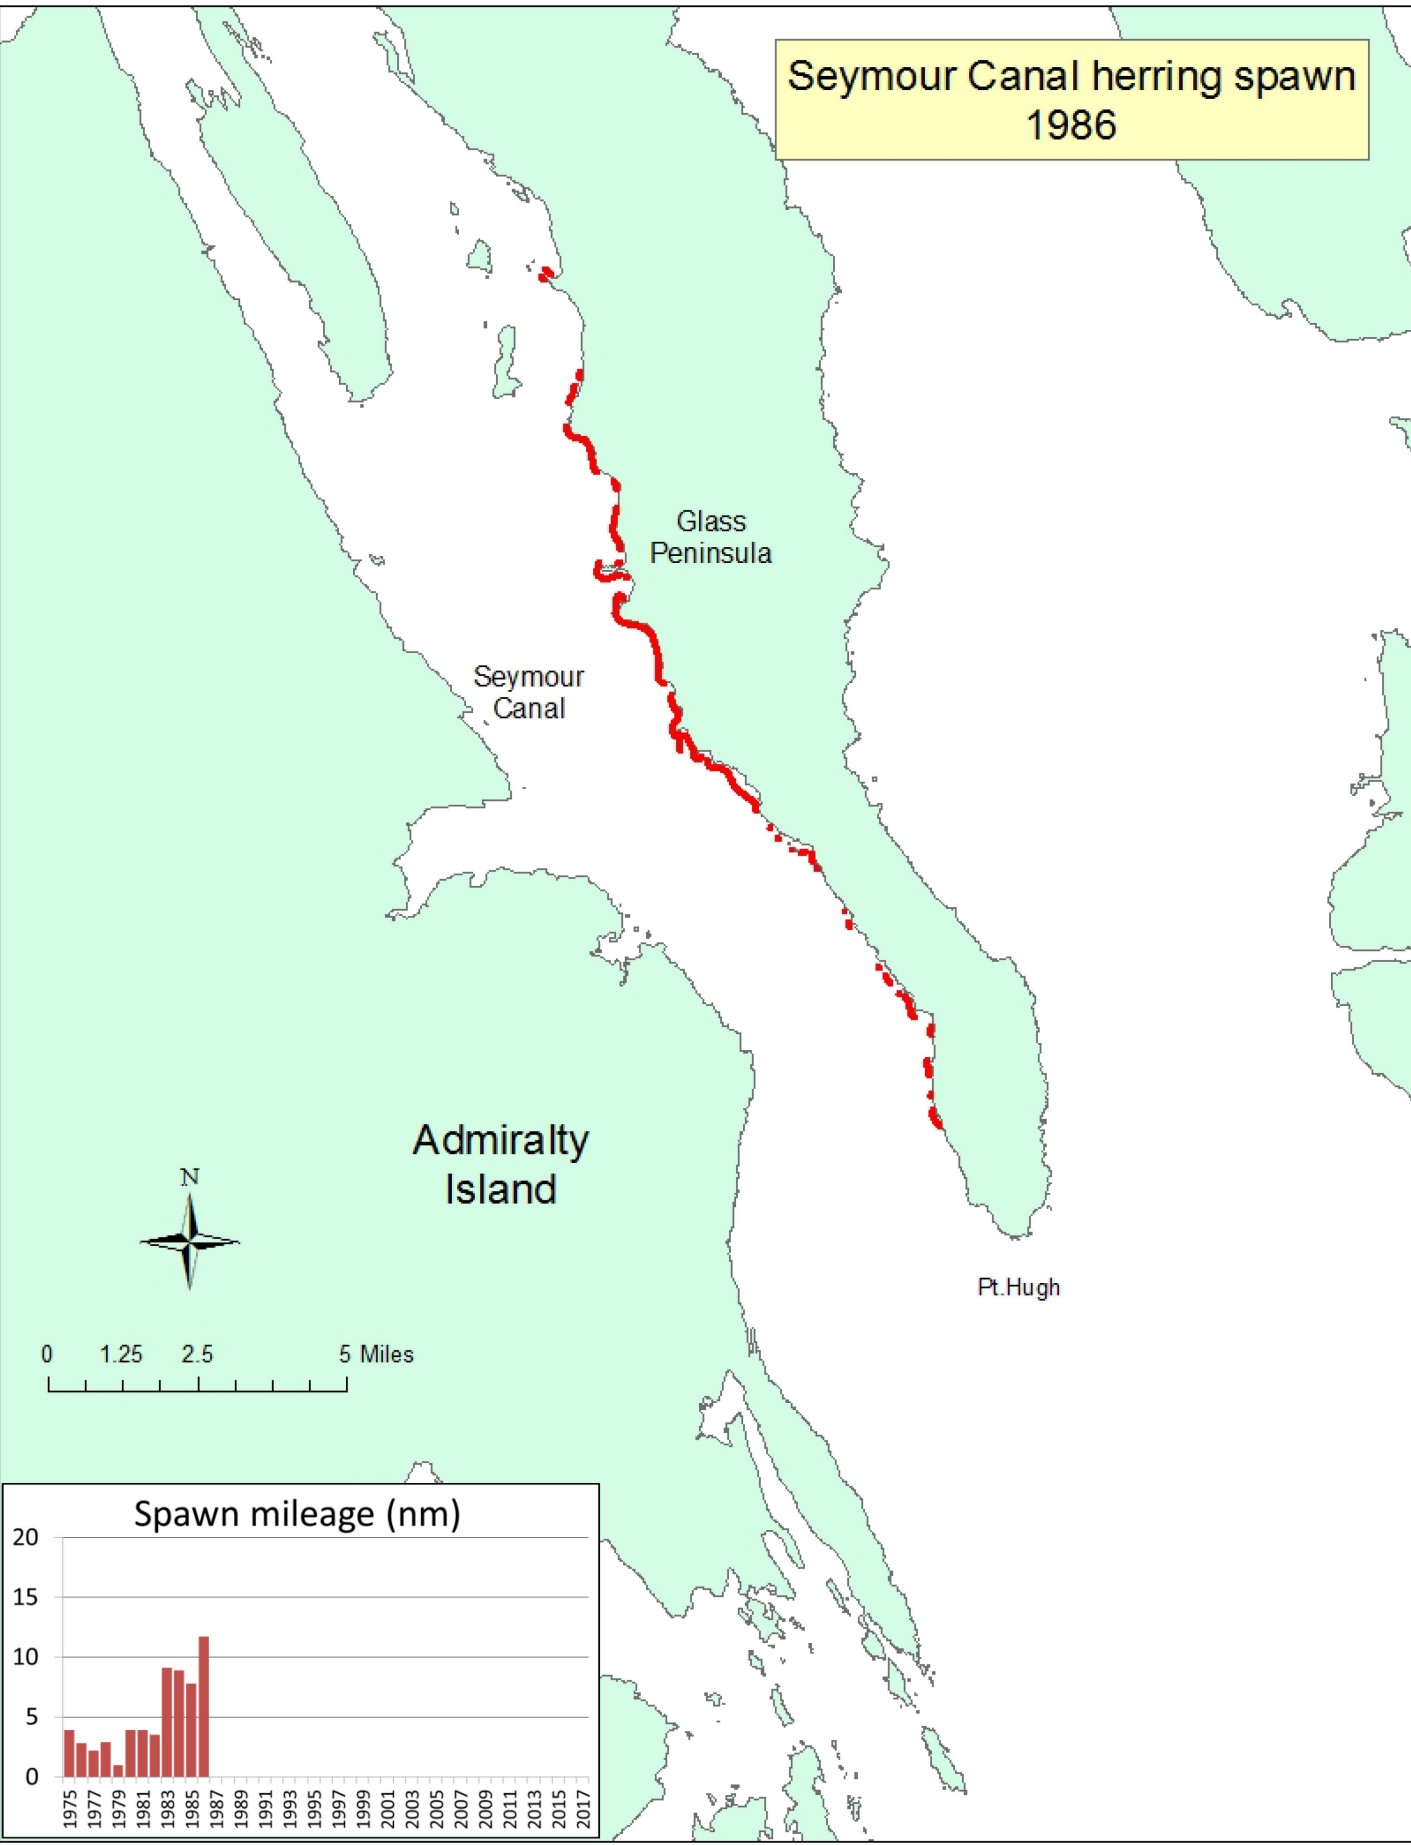 Seymour Canal herring spawn
1986
Glass
Peninsula
Seymour
Canal
Admiralty
Island
N
Pt.Hugh
0 1.25 2.5 5 Miles
Spawn mileage (nm)
20
15
10
5
0
1975 1977 1979 1981 1983 1985 1987 1989 1991 1993 1995 1997 1999 2001 2003 2005 2007 2009 2011 2013 2015 2017